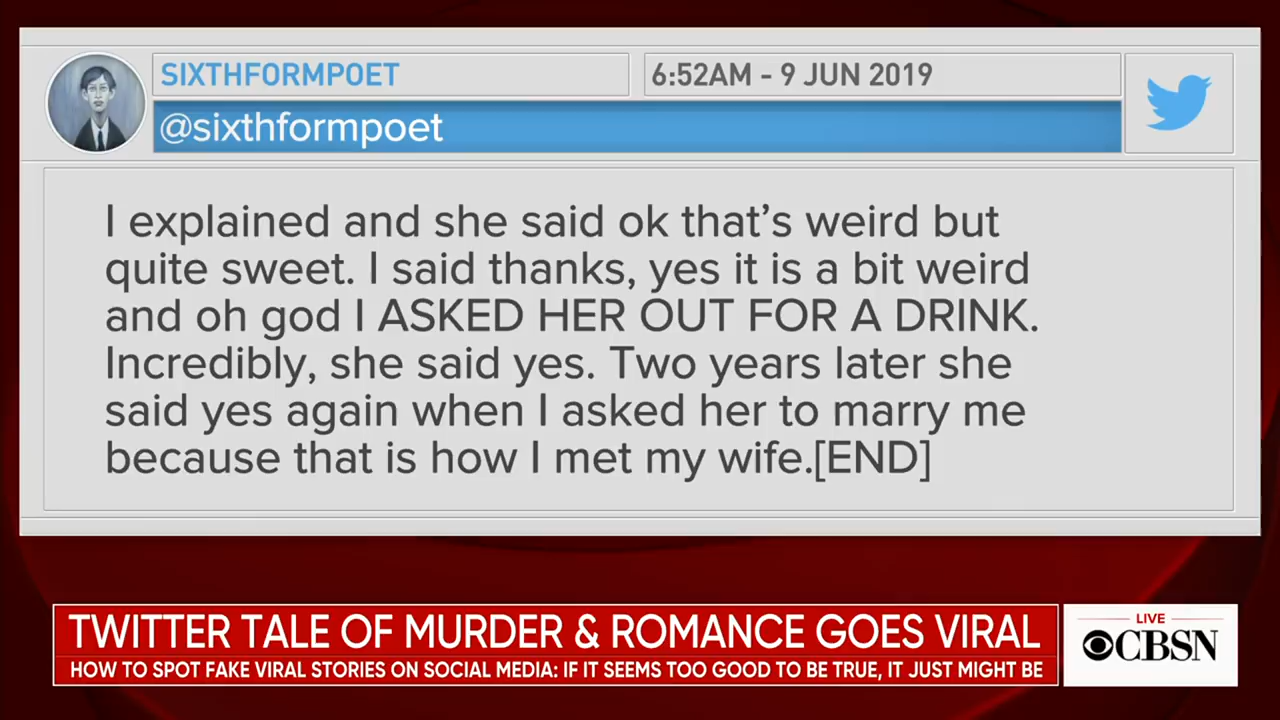 SIXTHFORMPOET
6:52AM - 9 JUN 2019
@sixthformpoet
I explained and she said ok that's weird but
quite sweet. I said thanks, yes it is a bit weird
and oh god I ASKED HER OUT FOR A DRINK.
Incredibly, she said yes. Two years later she
said yes again when I asked her to marry me
because that is how I met my wife.[END]
TWITTER TALE OF MURDER & ROMANCE GOES VIRAL
HOW TO SPOT FAKE VIRAL STORIES ON SOCIAL MEDIA: IF IT SEEMS TOO GOOD TO BE TRUE, IT JUST MIGHT BE
LIVE
CBSN